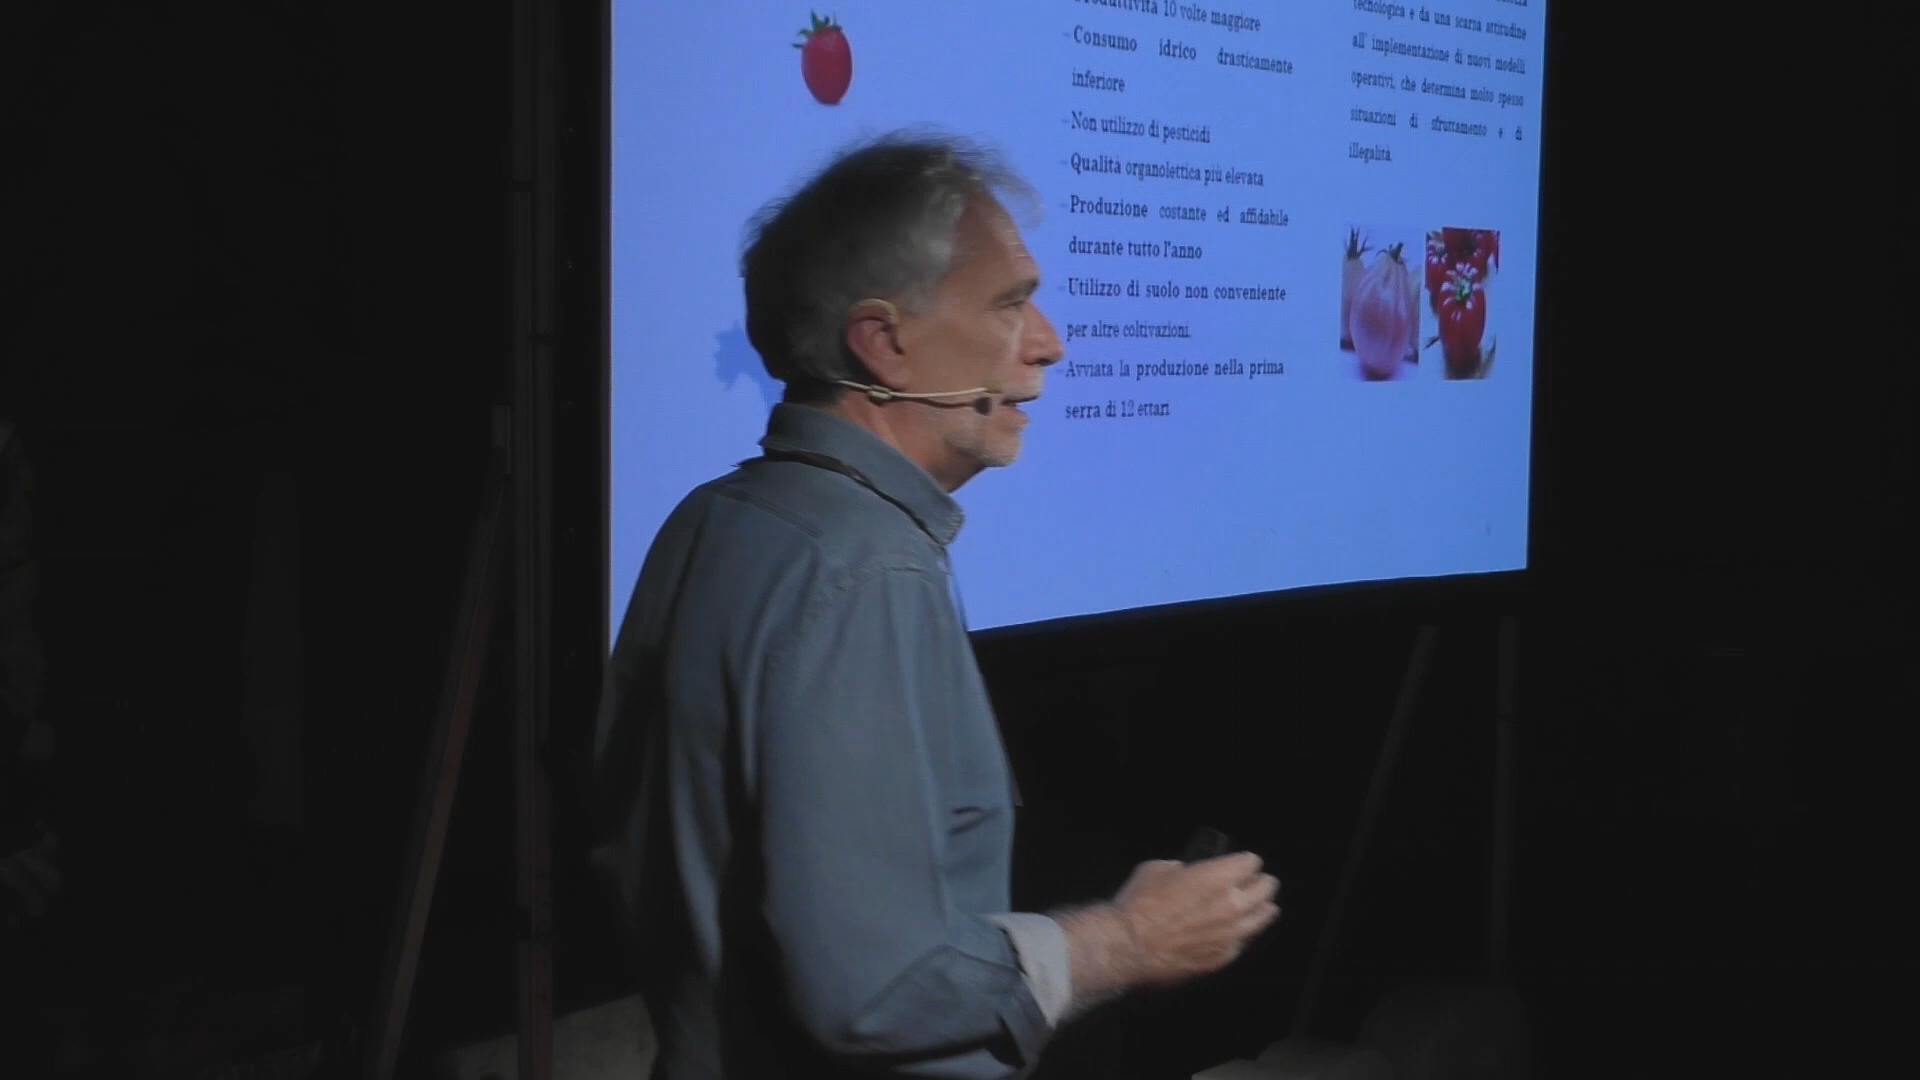 Produttività 10 volte maggiore
-Consumo idrico drasticamente
inferiore
-Non utilizzo di pesticidi
-Qualità organolettica più elevata
-Produzione costante ed affidabile
durante tutto l'anno
-Utilizzo di suolo non conveniente
per altre coltivazioni.
-Avviata la produzione nella prima
serra di 12 ettari
tecnologica e da una scarsa attitudine
all' implementazione di nuovi modelli
operativi, che determina molto spesso
situazioni di sfruttamento e di
illegalità.